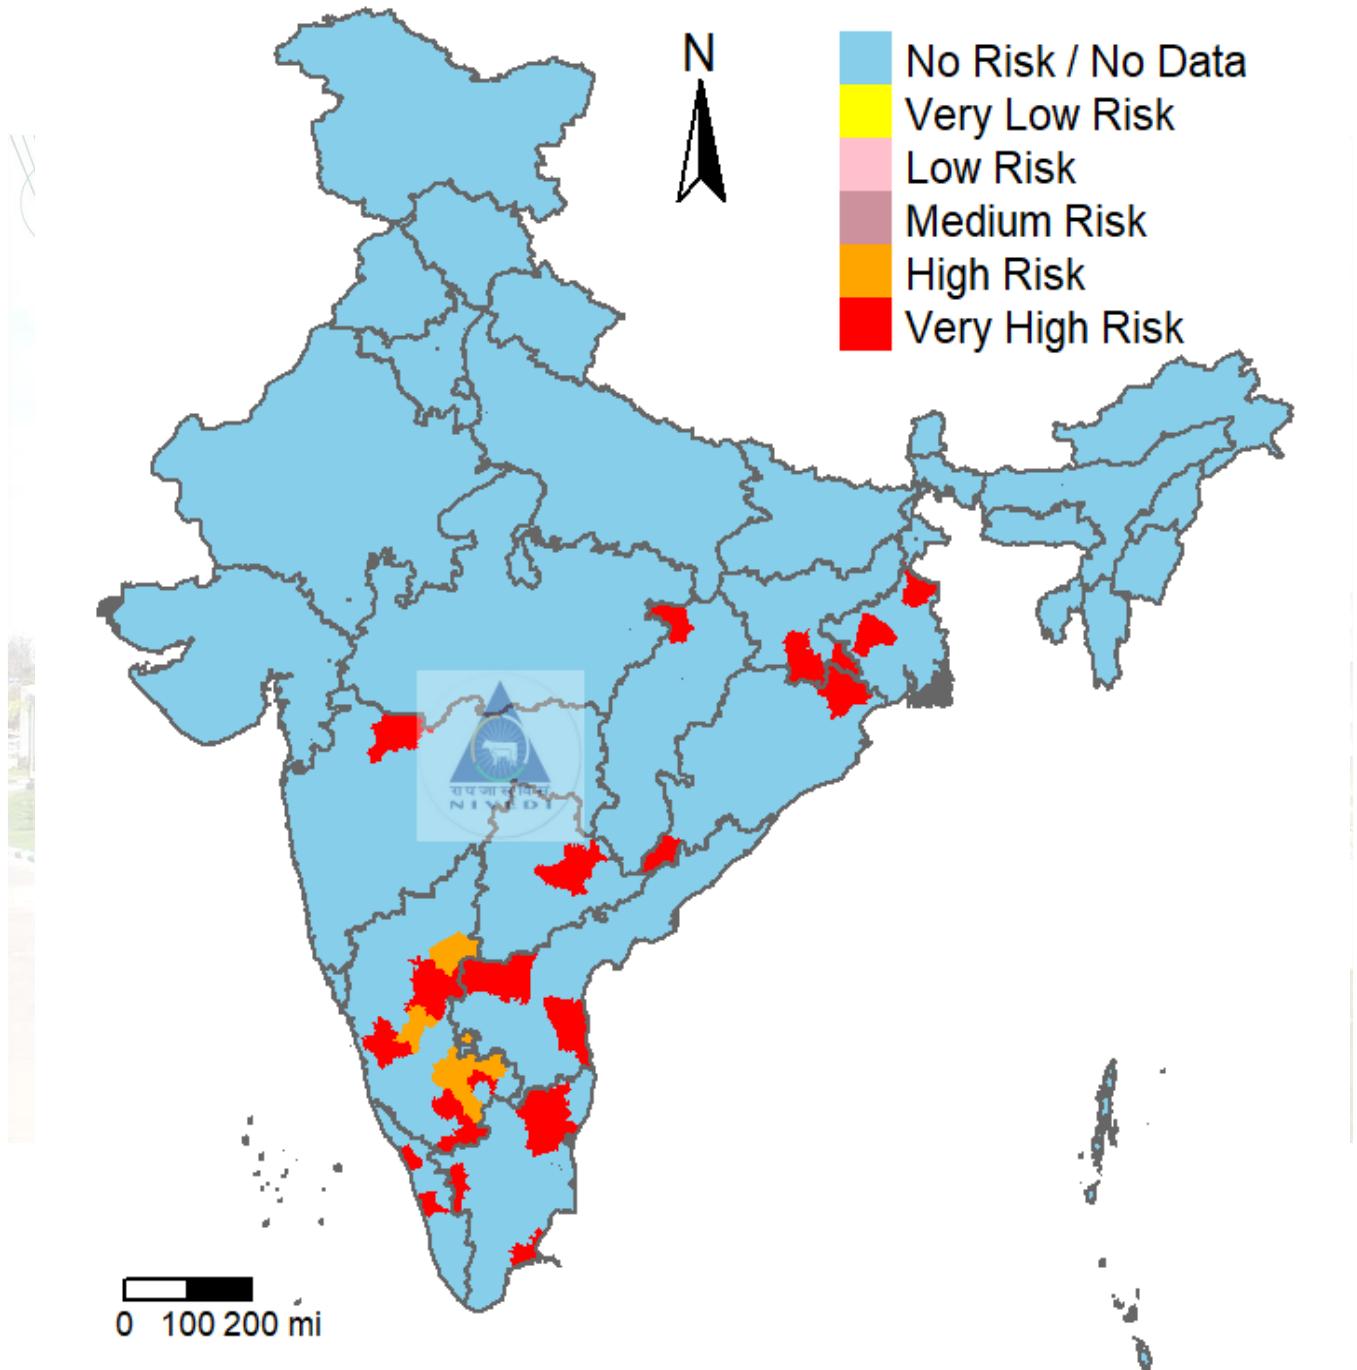 N
No Risk / No Data
Very Low Risk
Low Risk
Medium Risk
High Risk
Very High Risk
NIVEDI
0 100 200 mi